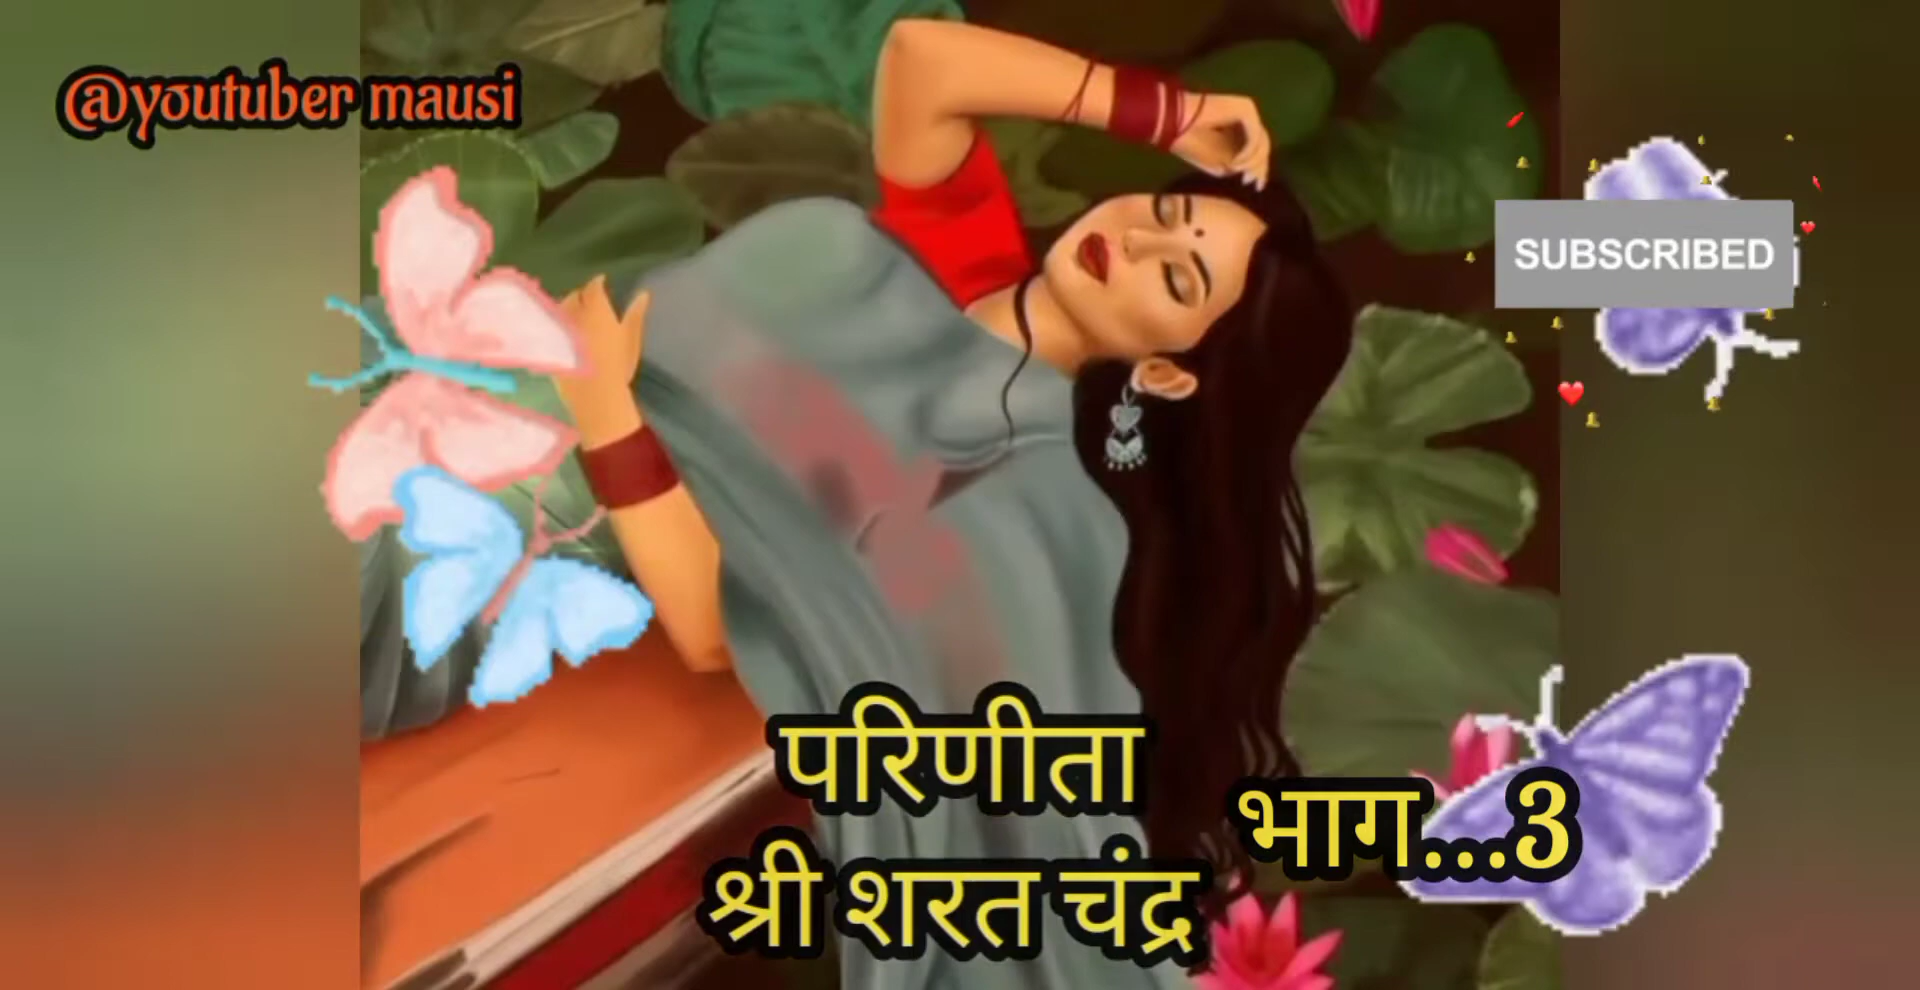 @youtuber mausi
SUBSCRIBED
परिणीता
भाग...3
श्री शरत चंद्र